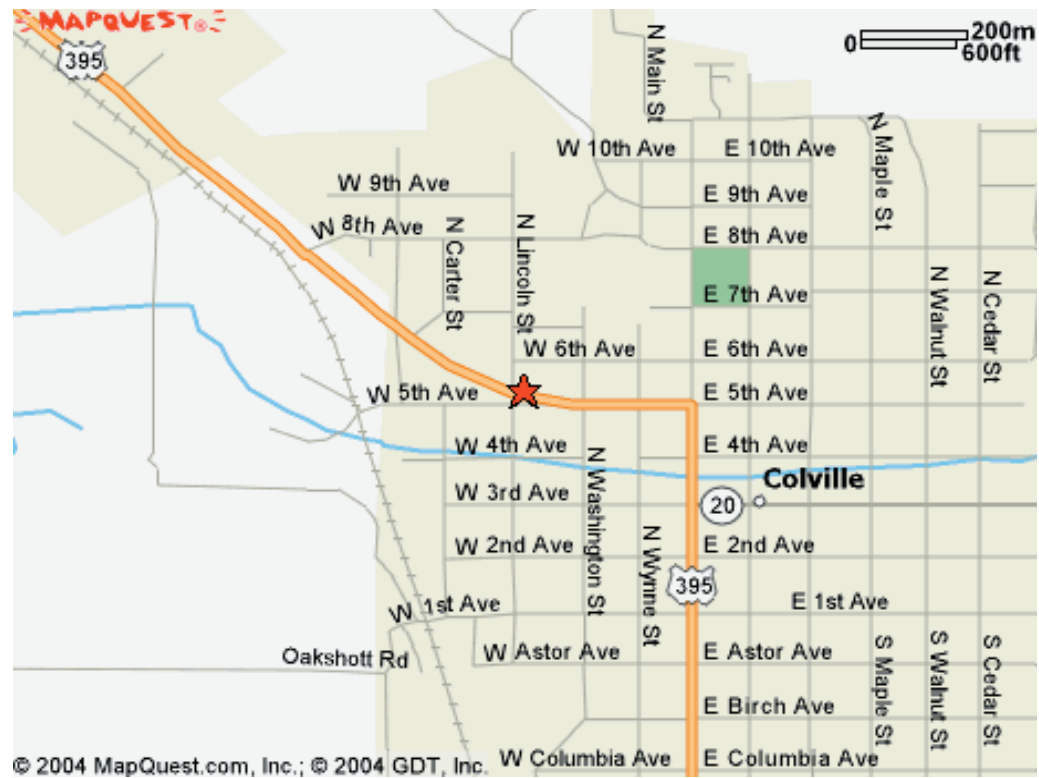 MAPQUEST
395
N Main St
0
200m
600ft
W 10th Ave
E 10th Ave
N Maple St
W 9th Ave
E 9th Ave
W 8th Ave
E 8th Ave
N Carter St
N Lincoln St
E 7th Ave
N Walnut St
N Cedar St
W 6th Ave
E 6th Ave
W 5th Ave
E 5th Ave
W 4th Ave
E 4th Ave
N Washington St
Colville
W 3rd Ave
20
W 2nd Ave
N Wynne St
E 2nd Ave
395
W 1st Ave
E 1st Ave
Oakshott Rd
W Astor Ave
E Astor Ave
S Maple St
S Walnut St
S Cedar St
E Birch Ave
W Columbia Ave
E Columbia Ave
© 2004 MapQuest.com, Inc.; © 2004 GDT, Inc.